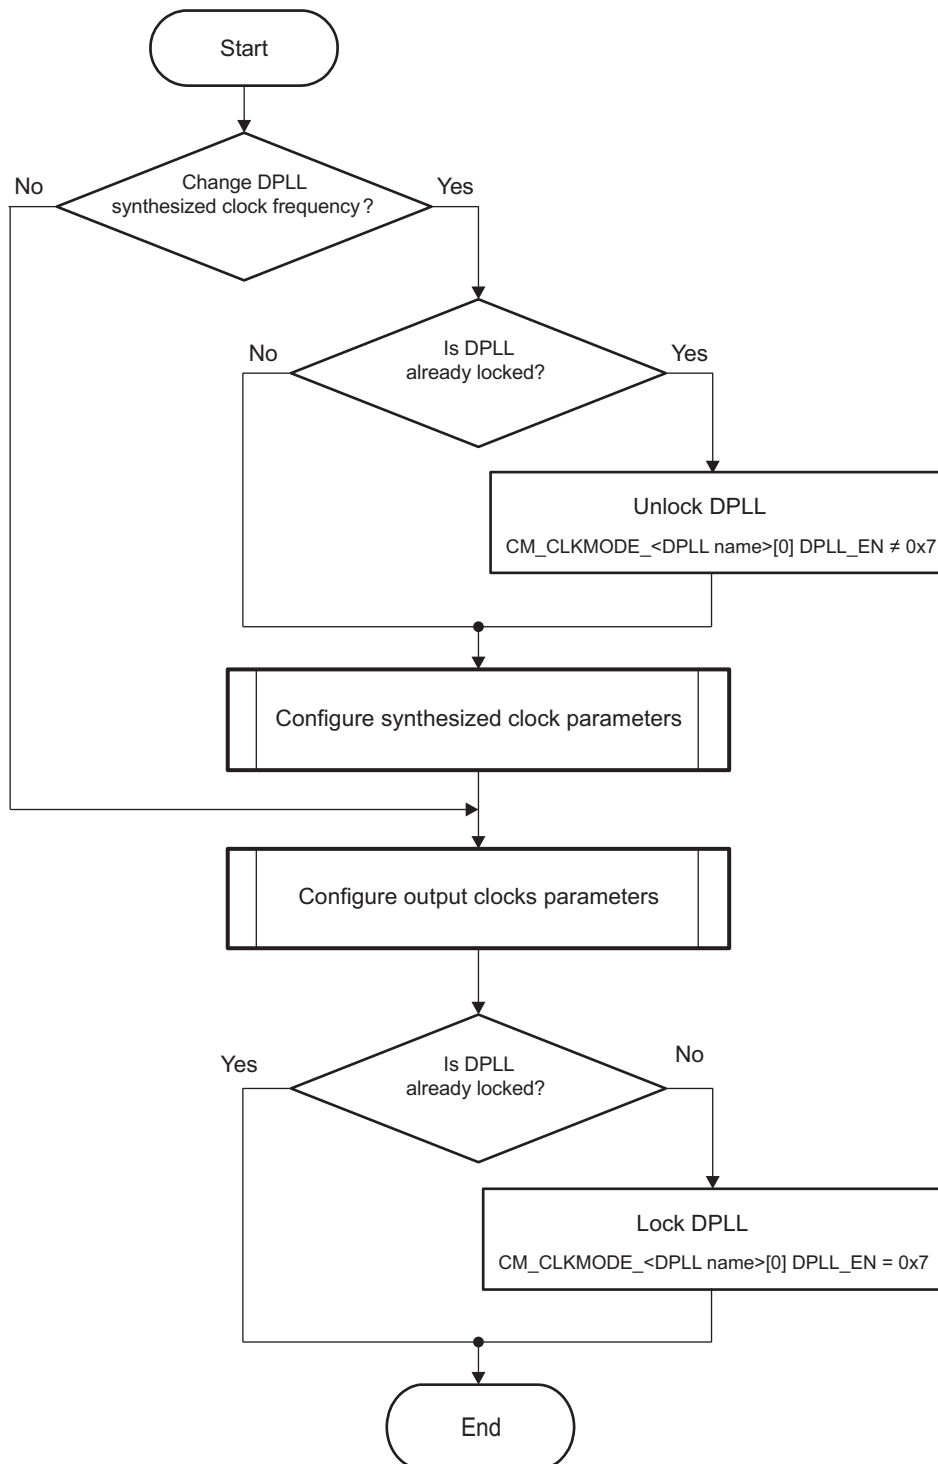 Start
Change DPLL
synthesized clock frequency?
No
Yes
Is DPLL
already locked?
No
Yes
Unlock DPLL
CM_CLKMODE_<DPLL name>[0] DPLL_EN ≠ 0x7
Configure synthesized clock parameters
Configure output clocks parameters
Is DPLL
already locked?
Yes
No
Lock DPLL
CM_CLKMODE_<DPLL name>[0] DPLL_EN = 0x7
End